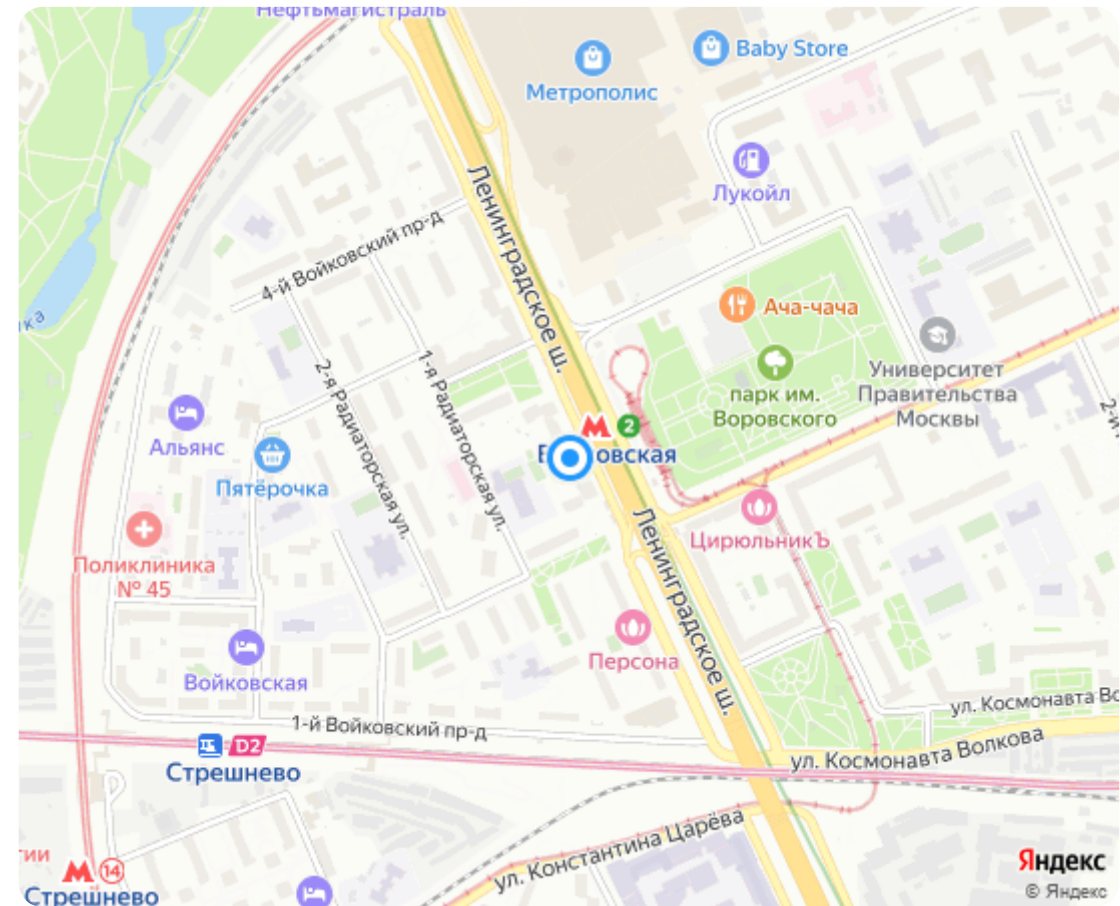 Нефтьмагистраль
Baby Store
Метрополис
Лукойл
Ленинградское ш.
4-й Войковский пр-д
Ача-чача
Университет
Правительства
Москвы
парк им.
Воровского
2-я Радиаторская ул.
1-я Радиаторская ул.
Альянс
2
Пятёрочка
ЦирюльникЪ
Ленинградское ш.
Поликлиника
№ 45
Персона
Войковская
ул. Космонавта
1-й Войковский пр-д
D2
Стрешнево
ул. Космонавта Волкова
ул. Константина Царёва
14
Стрешнево
Яндекс
© Яндекс